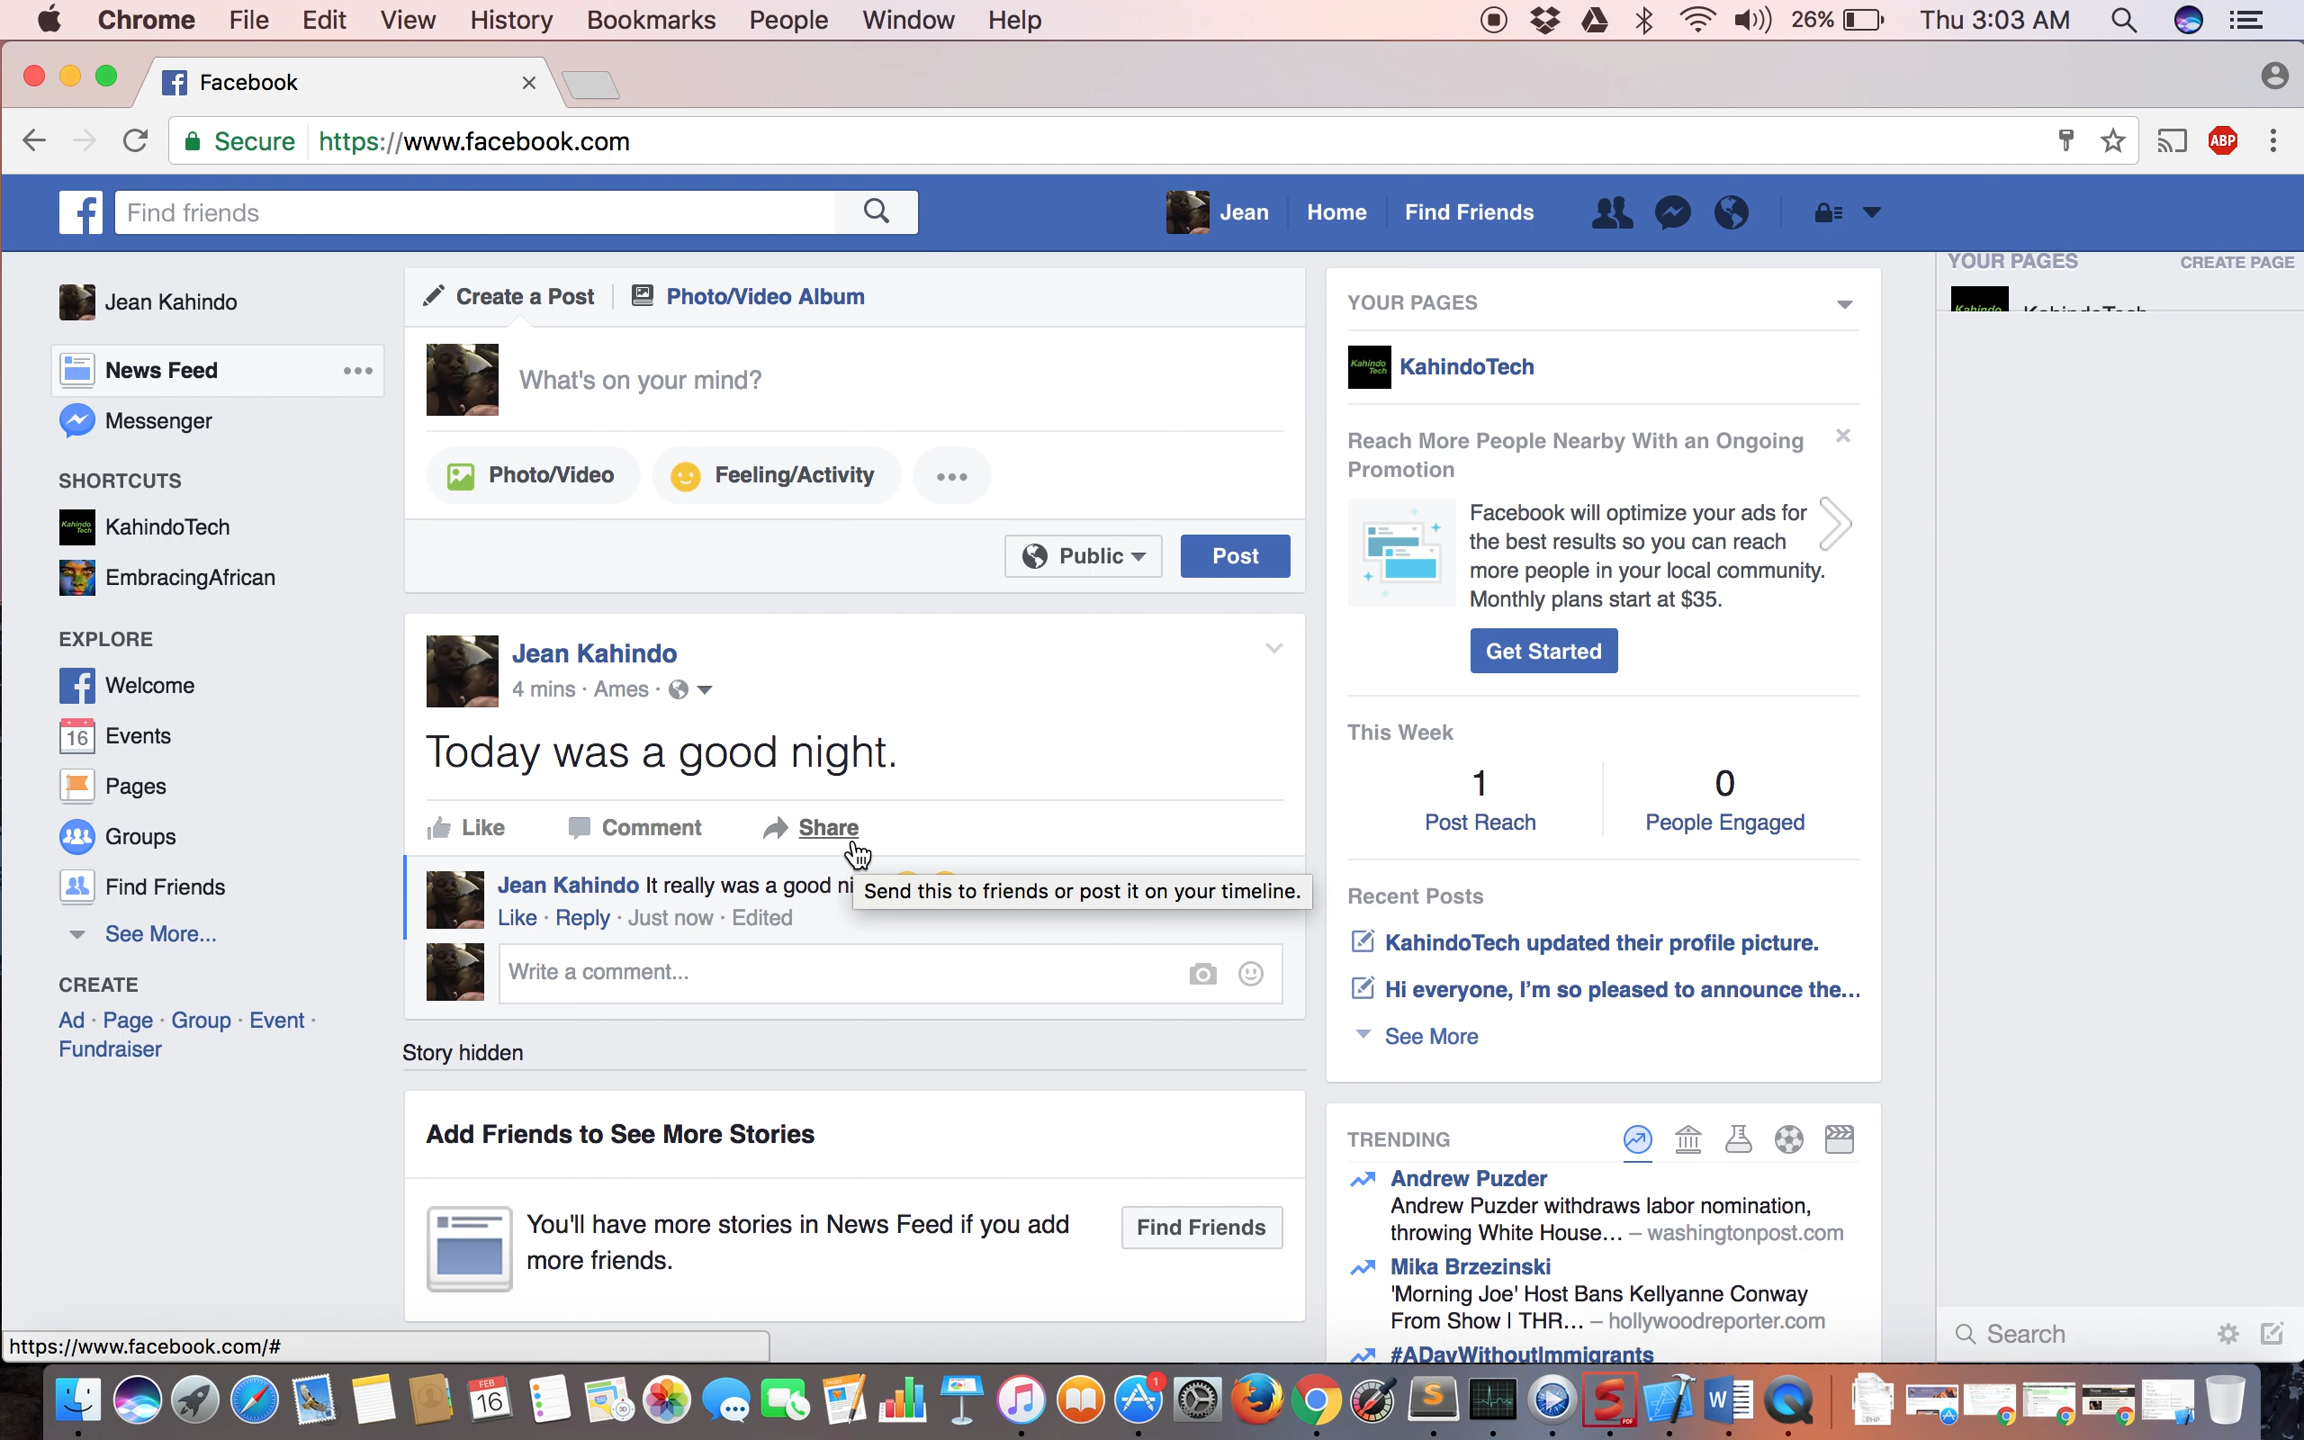 Chrome File Edit View History Bookmarks People Window Help 26% Thu 3:03 AM
Facebook
Secure https://www.facebook.com ABP
Find friends Jean Home Find Friends
Jean Kahindo
News Feed
Messenger
SHORTCUTS
KahindoTech
EmbracingAfrican
EXPLORE
Welcome
16 Events
Pages
Groups
Find Friends
See More...
CREATE
Ad · Page · Group · Event ·
Fundraiser
Create a Post Photo/Video Album
What's on your mind?
Photo/Video Feeling/Activity
Public Post
Jean Kahindo
4 mins · Ames ·
Today was a good night.
Like Comment Share
Jean Kahindo It really was a good ni
Send this to friends or post it on your timeline.
Like · Reply · Just now · Edited
Write a comment...
Story hidden
Add Friends to See More Stories
You'll have more stories in News Feed if you add
more friends.
Find Friends
YOUR PAGES
Kahindo
Tech
KahindoTech
Reach More People Nearby With an Ongoing
Promotion
Facebook will optimize your ads for
the best results so you can reach
more people in your local community.
Monthly plans start at $35.
Get Started
This Week
1 0
Post Reach People Engaged
Recent Posts
KahindoTech updated their profile picture.
Hi everyone, I'm so pleased to announce the...
See More
TRENDING
Andrew Puzder
Andrew Puzder withdraws labor nomination,
throwing White House... – washingtonpost.com
Mika Brzezinski
'Morning Joe' Host Bans Kellyanne Conway
From Show | THR... – hollywoodreporter.com
#ADayWithoutImmigrants
YOUR PAGES CREATE PAGE
Kahindo KahindoTech
Search
https://www.facebook.com/#
FEB
16
1
S
S
PDF
W
PHP